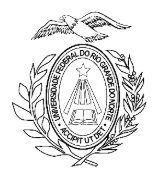 UNIVERSIDADE FEDERAL DO RIO GRANDE DO NORTE
ACCIPIT UT DET